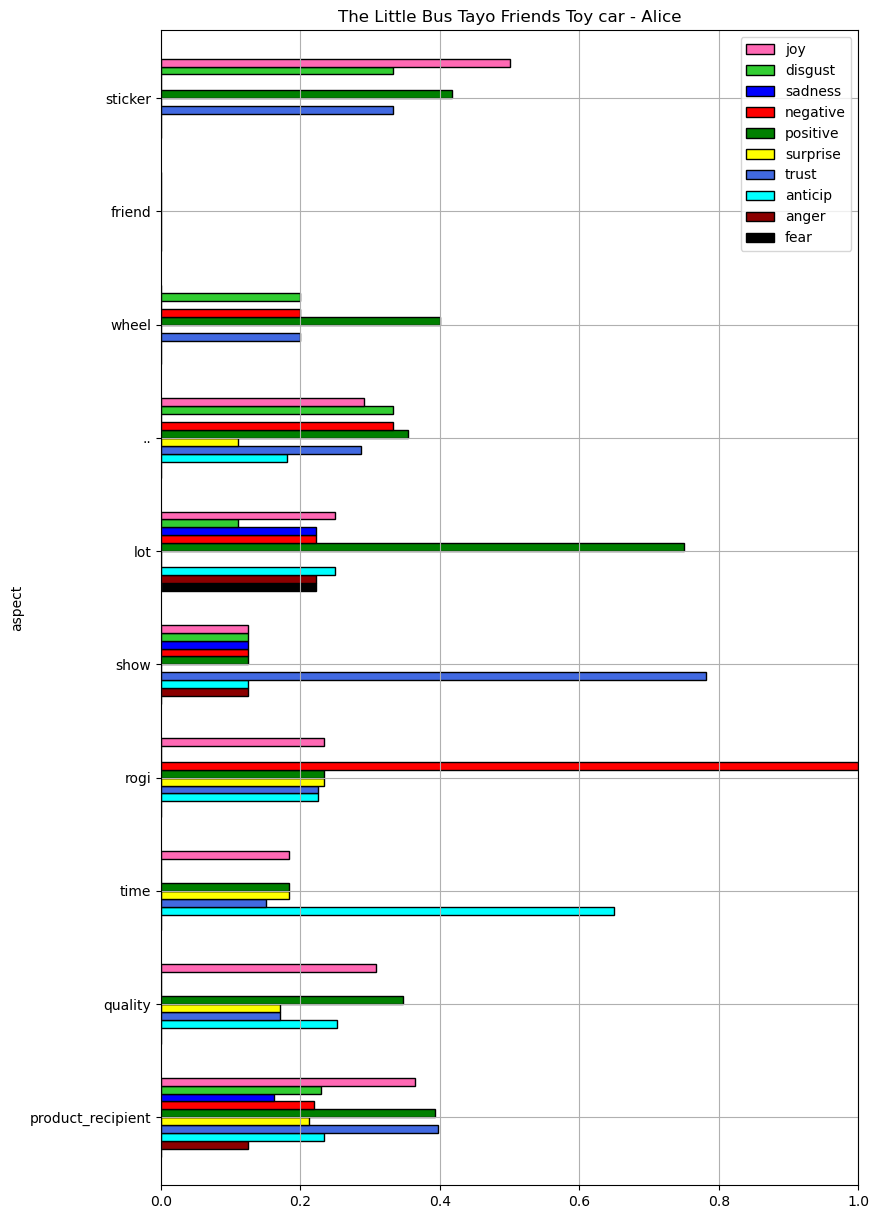 The Little Bus Tayo Friends Toy car - Alice
joy
disgust
sadness
negative
positive
surprise
trust
anticip
anger
fear
sticker
friend
wheel
..
lot
show
rogi
time
quality
product_recipient
aspect
0.0 0.2 0.4 0.6 0.8 1.0